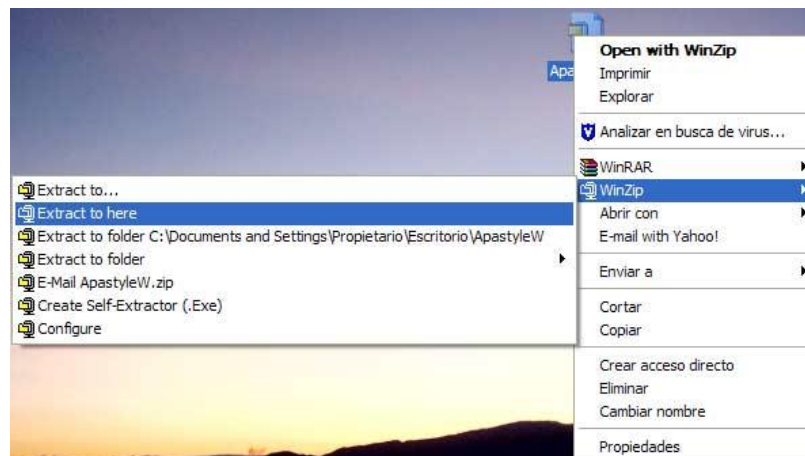 Apa
Open with WinZip
Imprimir
Explorar
Analizar en busca de virus...
WinRAR
WinZip
Abrir con
E-mail with Yahoo!
Enviar a
Cortar
Copiar
Crear acceso directo
Eliminar
Cambiar nombre
Propiedades
Extract to...
Extract to here
Extract to folder C:\Documents and Settings\Propietario\Escritorio\ApastyleW
Extract to folder
E-Mail ApastyleW.zip
Create Self-Extractor (.Exe)
Configure